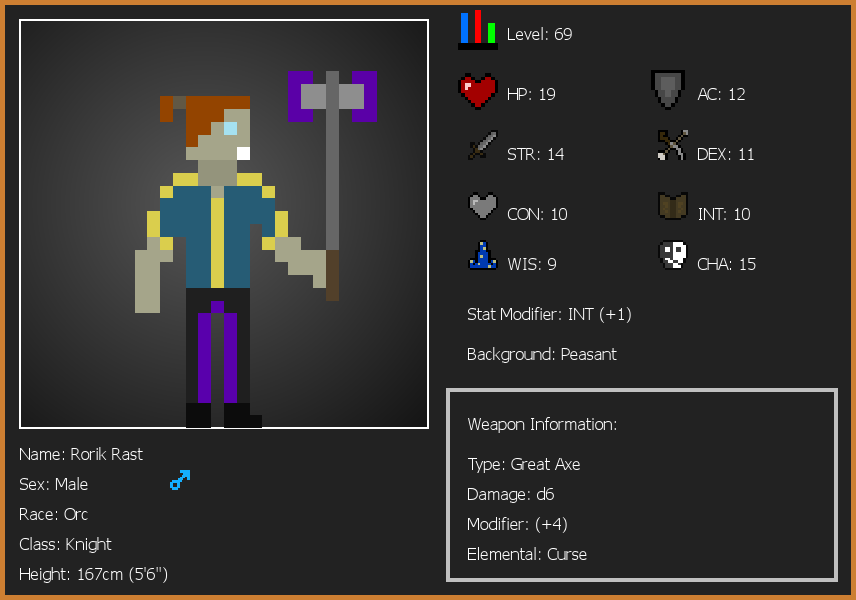 Level: 69
HP: 19
AC: 12
STR: 14
DEX: 11
CON: 10
INT: 10
WIS: 9
CHA: 15
Stat Modifier: INT (+1)
Background: Peasant
Weapon Information:
Type: Great Axe
Damage: d6
Modifier: (+4)
Elemental: Curse
Name: Rorik Rast
Sex: Male
Race: Orc
Class: Knight
Height: 167cm (5'6")